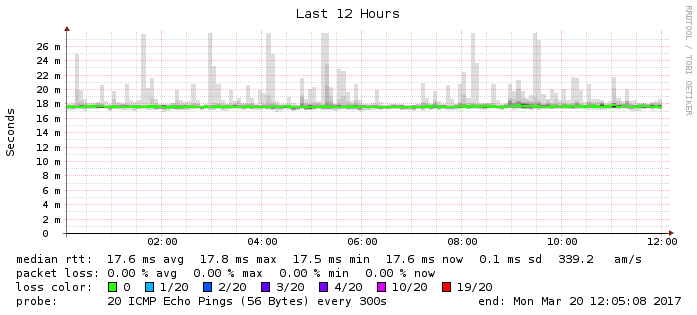 Last 12 Hours
RRDTOOL / TOBI OETIKER
Seconds
26 m
24 m
22 m
20 m
18 m
16 m
14 m
12 m
10 m
8 m
6 m
4 m
2 m
0
02:00 04:00 06:00 08:00 10:00 12:00
median rtt: 17.6 ms avg 17.8 ms max 17.5 ms min 17.6 ms now 0.1 ms sd 339.2 am/s
packet loss: 0.00 % avg 0.00 % max 0.00 % min 0.00 % now
loss color: 0 1/20 2/20 3/20 4/20 10/20 19/20
probe: 20 ICMP Echo Pings (56 Bytes) every 300s end: Mon Mar 20 12:05:08 2017